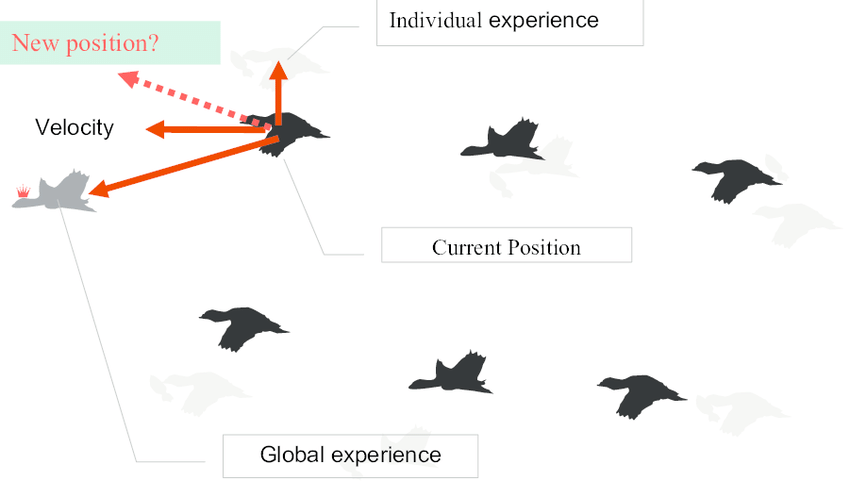 Individual experience
New position?
Velocity
Current Position
Global experience